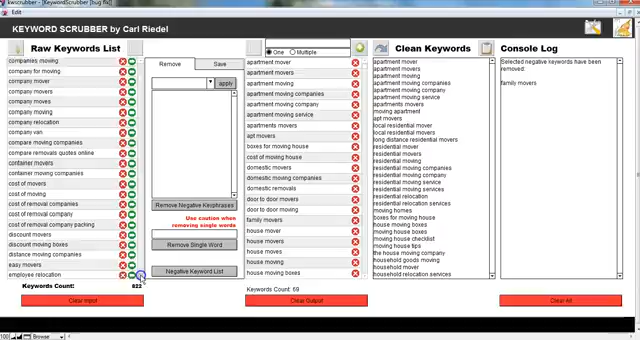 kwscrubber - [KeywordScrubber [bug fix]]
Edit
KEYWORD SCRUBBER by Carl Riedel
Raw Keywords List
companies moving
company for moving
company mover
company movers
company moves
company moving
company relocation
company van
compare moving companies
compare removals quotes online
container movers
container moving
cost of movers
cost of moving
cost of removal companies
cost of removal company
cost of removal company packing
discount movers
discount moving boxes
distance moving companies
easy movers
employee relocation
Keywords Count: 822
Clear Input
Remove
Save
apply
Remove Negative Keyphrases
Use caution when
removing single words
Remove Single Word
Negative Keyword List
One
Multiple
apartment mover
apartment movers
apartment moving
apartment moving companies
apartment moving company
apartment moving service
apartments movers
apt movers
boxes for moving house
cost of moving house
domestic movers
domestic moving companies
domestic removals
door to door movers
door to door moving
family movers
house mover
house movers
house moves
house moving
house moving boxes
Keywords Count: 69
Clear Output
Clean Keywords
apartment mover
apartment movers
apartment moving
apartment moving companies
apartment moving company
apartment moving service
apartments movers
moving apartment
apt movers
local residential mover
local residential movers
long distance residential movers
residential mover
residential movers
residential moving
residential moving companies
residential moving company
residential moving service
residential moving services
residential relocation
residential relocation services
moving homes
boxes for moving house
house moving boxes
moving house boxes
moving house checklist
moving house tips
the house moving company
household goods moving
household mover
household relocation services
Console Log
Selected negative keywords have been
removed:
family movers
Clear All
100
Browse